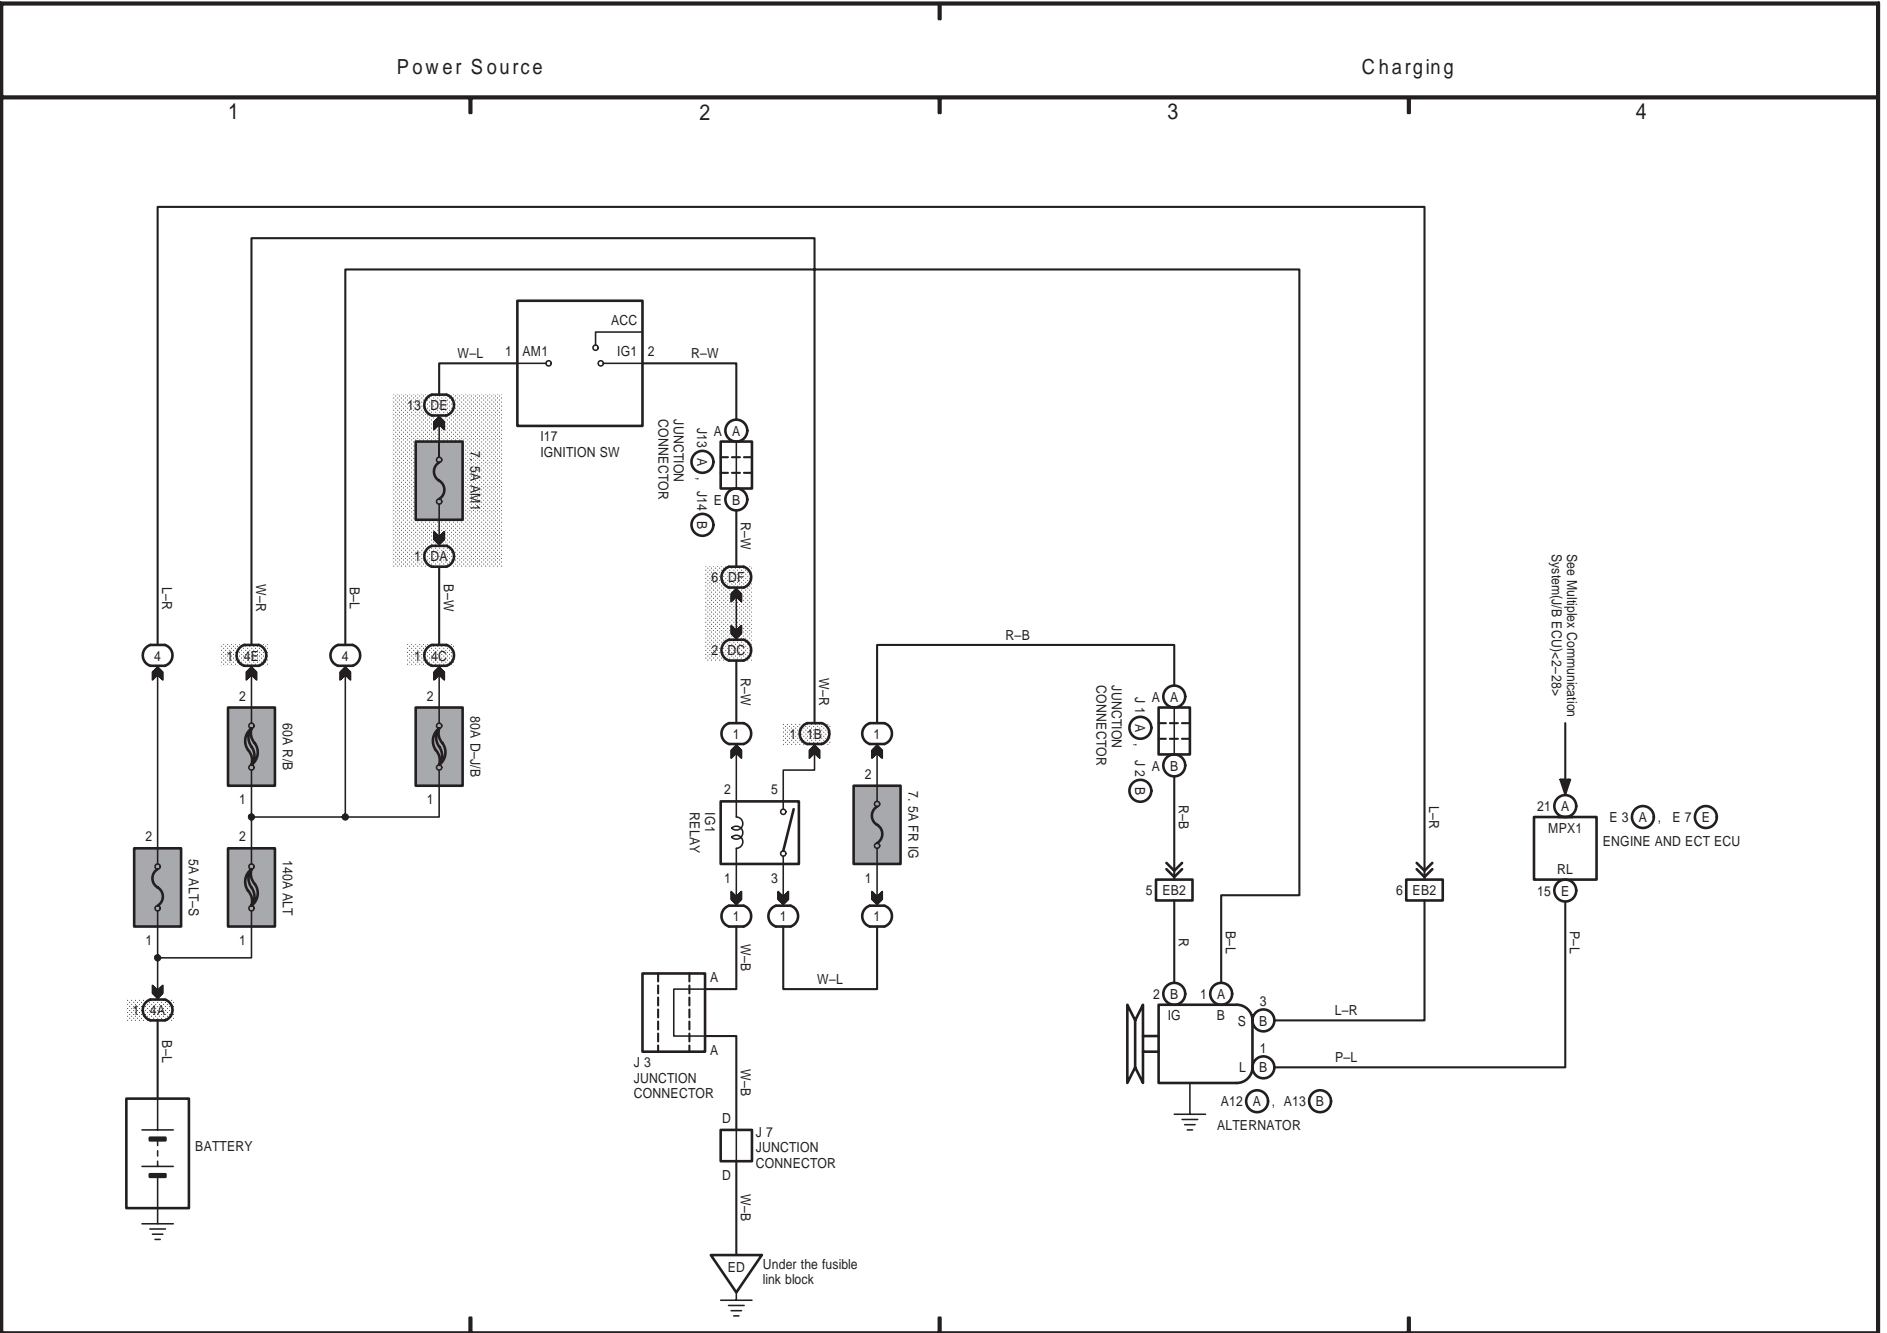 Power Source
Charging
1
2
3
4
ACC
W–L
1
AM1
IG1
2
R–W
I17
IGNITION SW
13
DE
7. 5A AM1
1
DA
B–W
A
A
JUNCTION
CONNECTOR
J13 A , J14 B
E
B
R–W
6
DF
2
DC
R–W
L–R
W–R
B–L
4
1
4E
4
1
4C
2
60A R/B
1
2
80A D–J/B
1
2
5A ALT–S
1
2
140A ALT
1
1
4A
B–L
BATTERY
W–R
1
1
1B
1
2
5
IG1
RELAY
1
3
2
7. 5A FR IG
1
1
1
1
W–B
W–L
A
A
J 3
JUNCTION
CONNECTOR
W–B
D
J 7
JUNCTION
CONNECTOR
D
W–B
ED
Under the fusible
link block
R–B
A
A
JUNCTION
CONNECTOR
J 1 A , J 2 B
A
B
R–B
5
EB2
R
B–L
L–R
6
EB2
2
B
1
A
IG
B
S
3
B
L–R
L
1
B
P–L
A12 A , A13 B
ALTERNATOR
See Multiplex Communication
System(J/B ECU)<2–28>
21
A
MPX1
RL
15
E
E 3 A , E 7 E
ENGINE AND ECT ECU
P–L